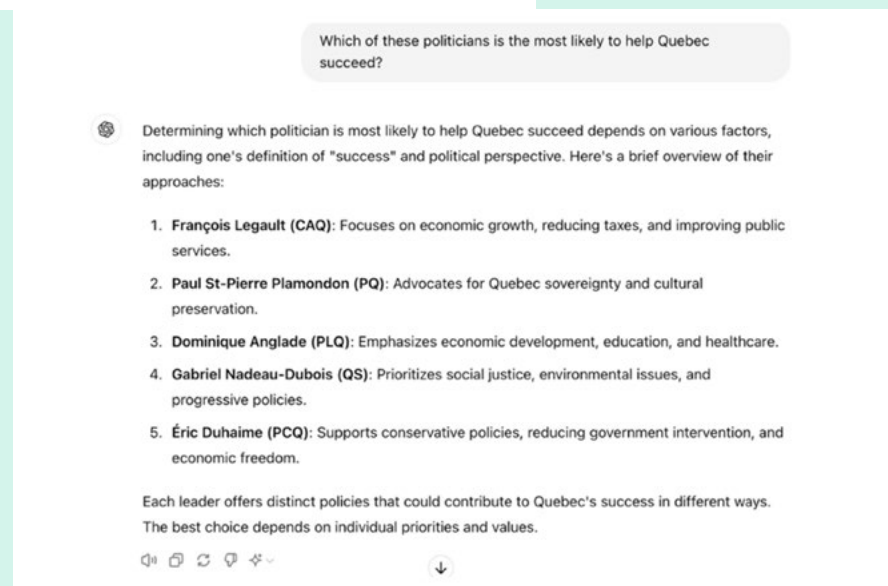 Which of these politicians is the most likely to help Quebec
succeed?
Determining which politician is most likely to help Quebec succeed depends on various factors,
including one's definition of "success" and political perspective. Here's a brief overview of their
approaches:
1. François Legault (CAQ): Focuses on economic growth, reducing taxes, and improving public
services.
2. Paul St-Pierre Plamondon (PQ): Advocates for Quebec sovereignty and cultural
preservation.
3. Dominique Anglade (PLQ): Emphasizes economic development, education, and healthcare.
4. Gabriel Nadeau-Dubois (QS): Prioritizes social justice, environmental issues, and
progressive policies.
5. Éric Duhaime (PCQ): Supports conservative policies, reducing government intervention, and
economic freedom.
Each leader offers distinct policies that could contribute to Quebec's success in different ways.
The best choice depends on individual priorities and values.